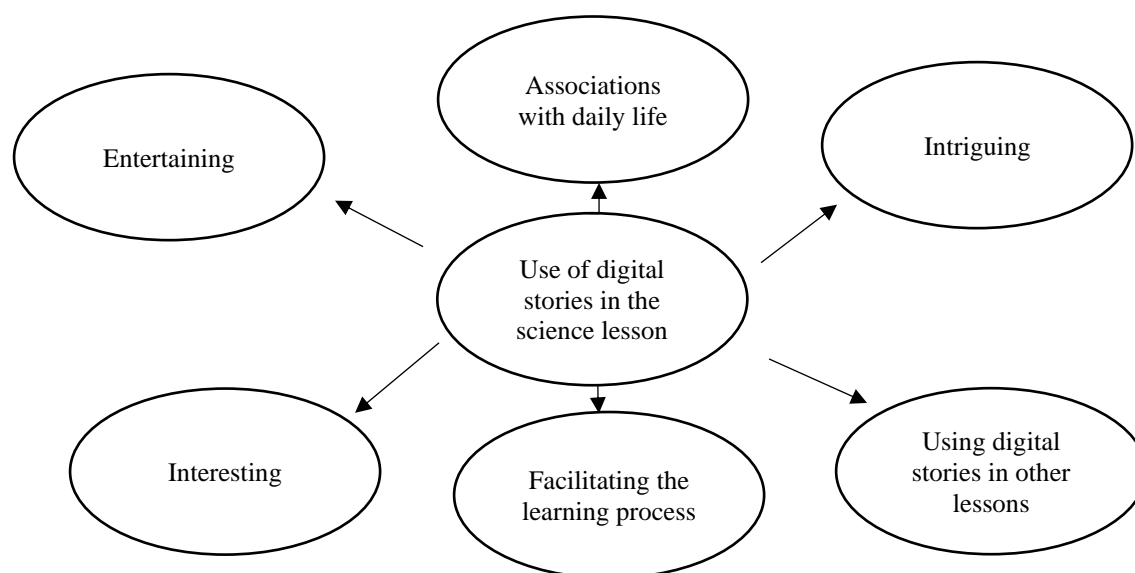 Associations
with daily life
Entertaining
Intriguing
Use of digital
stories in the
science lesson
Interesting
Facilitating the
learning process
Using digital
stories in other
lessons